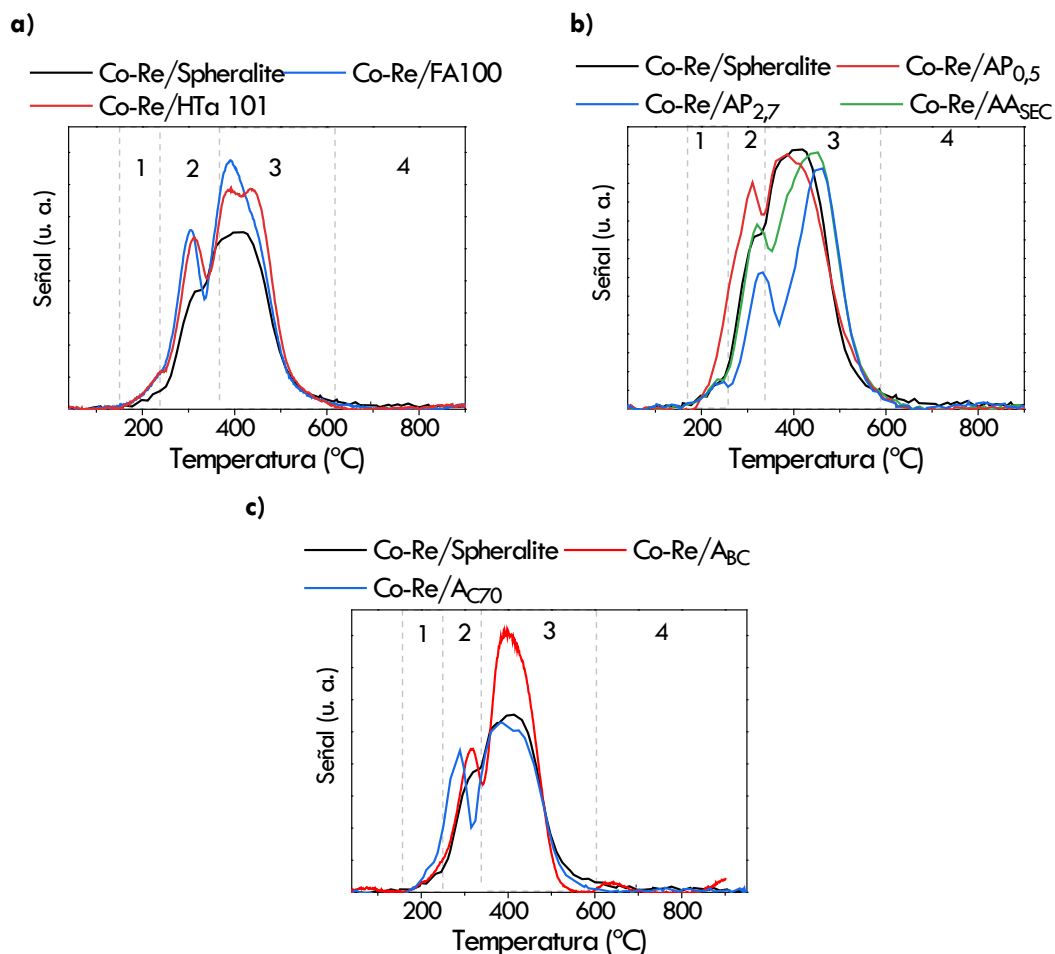 a)
Co-Re/Spheralite Co-Re/FA100
Co-Re/HTa 101
1 2 3 4
Señal (u. a.)
200 400 600 800
Temperatura (°C)
b)
Co-Re/Spheralite Co-Re/AP0,5
Co-Re/AP2,7 Co-Re/AASEC
1 2 3 4
Señal (u. a.)
200 400 600 800
Temperatura (°C)
c)
Co-Re/Spheralite Co-Re/ABC
Co-Re/AC70
1 2 3 4
Señal (u. a.)
200 400 600 800
Temperatura (°C)